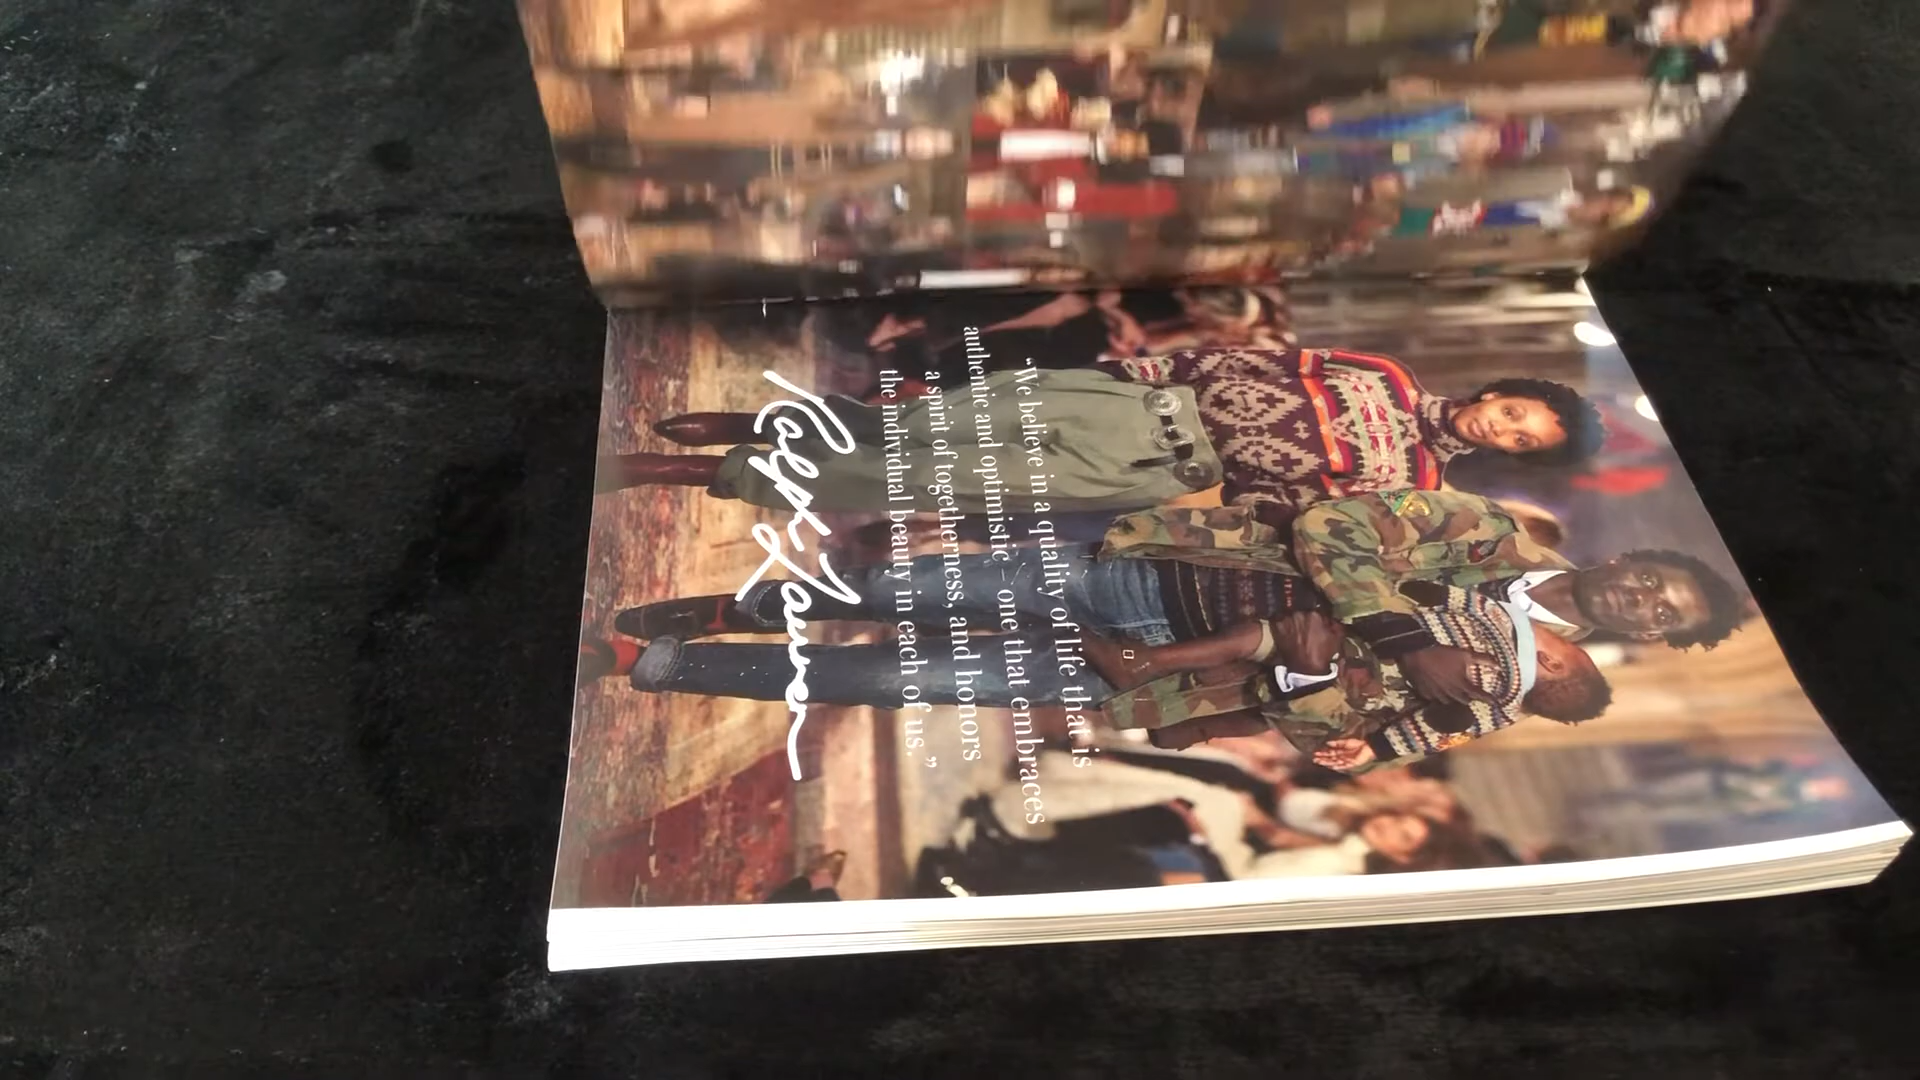 “We believe in a quality of life that is
authentic and optimistic – one that embraces
a spirit of togetherness, and honors
the individual beauty in each of us.”
Ralph Lauren